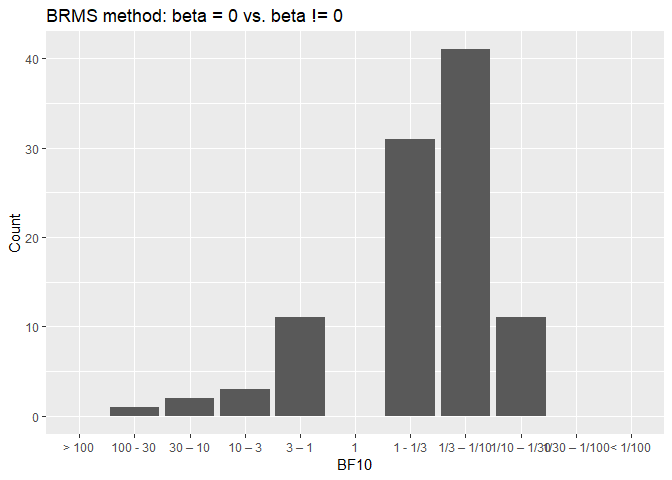 BRMS method: beta = 0 vs. beta != 0
40
30
20
10
0
Count
> 100 100 - 30 30 – 10 10 – 3 3 – 1 1 1 - 1/3 1/3 – 1/10 1/10 – 1/30 1/30 – 1/100 < 1/100
BF10